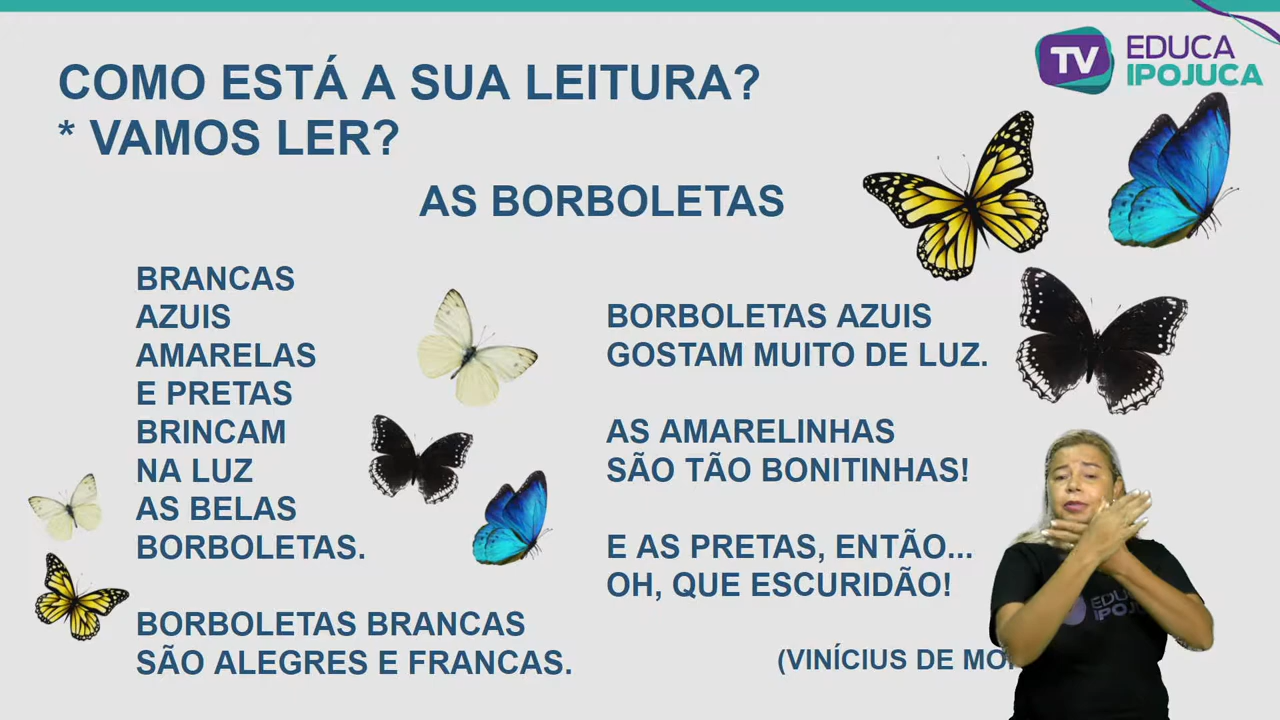 COMO ESTÁ A SUA LEITURA?
* VAMOS LER?
TV
EDUCA
IPOJUCA
AS BORBOLETAS
BRANCAS
AZUIS
AMARELAS
E PRETAS
BRINCAM
NA LUZ
AS BELAS
BORBOLETAS.
BORBOLETAS BRANCAS
SÃO ALEGRES E FRANCAS.
BORBOLETAS AZUIS
GOSTAM MUITO DE LUZ.
AS AMARELINHAS
SÃO TÃO BONITINHAS!
E AS PRETAS, ENTÃO...
OH, QUE ESCURIDÃO!
(VINÍCIUS DE